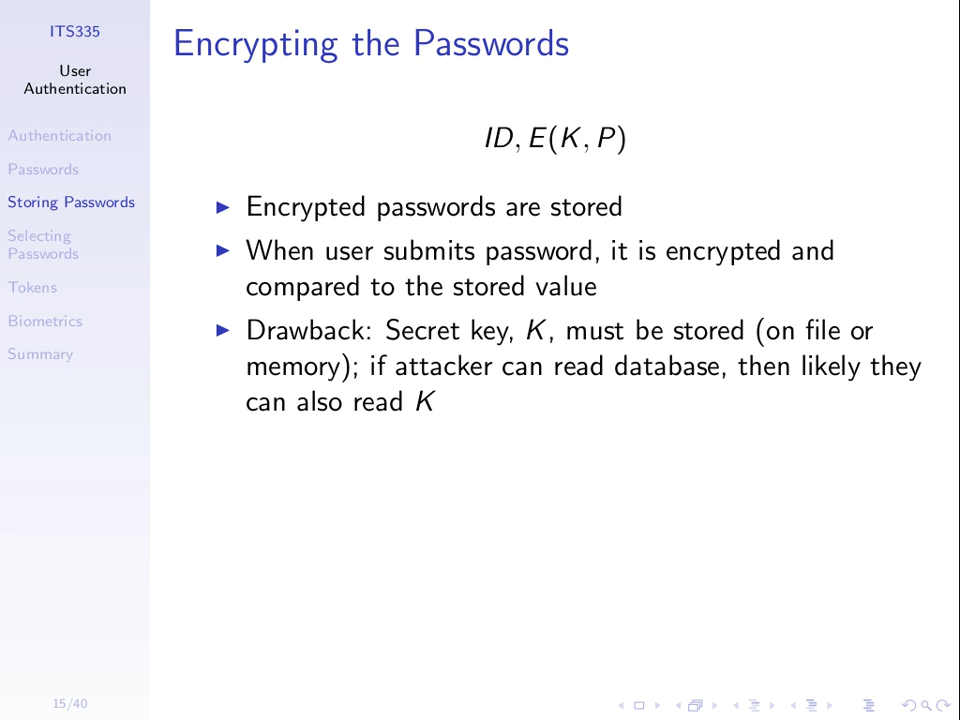 ITS335
User
Authentication
Authentication
Passwords
Storing Passwords
Selecting
Passwords
Tokens
Biometrics
Summary
15/40
Encrypting the Passwords
ID, E(K, P)
Encrypted passwords are stored
When user submits password, it is encrypted and
compared to the stored value
Drawback: Secret key, K, must be stored (on file or
memory); if attacker can read database, then likely they
can also read K